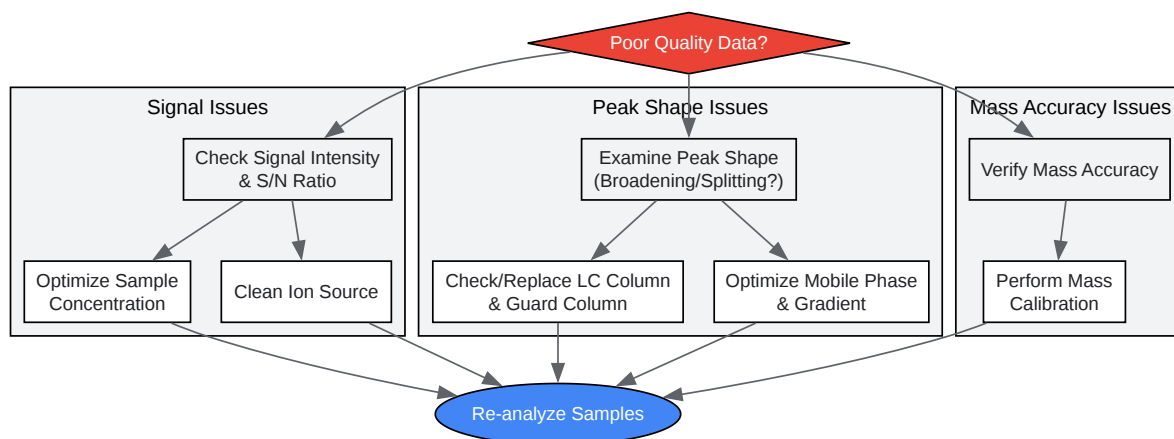 Poor Quality Data?
Signal Issues
Peak Shape Issues
Mass Accuracy Issues
Check Signal Intensity
& S/N Ratio
Examine Peak Shape
(Broadening/Splitting?)
Verify Mass Accuracy
Optimize Sample
Concentration
Clean Ion Source
Check/Replace LC Column
& Guard Column
Optimize Mobile Phase
& Gradient
Perform Mass
Calibration
Re-analyze Samples